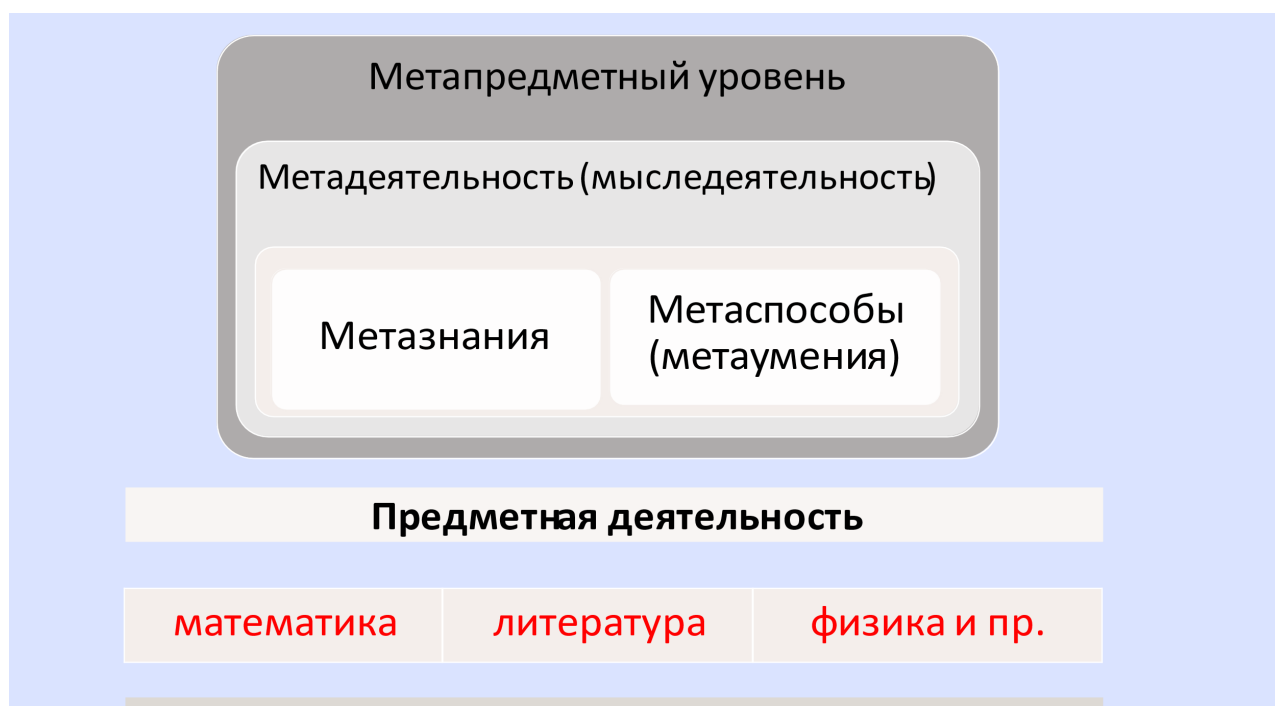 Метапредметный уровень
Метадеятельность (мыследеятельность)
Метазнания
Метаспособы
(метаумения)
Предметная деятельность
математика
литература
физика и пр.